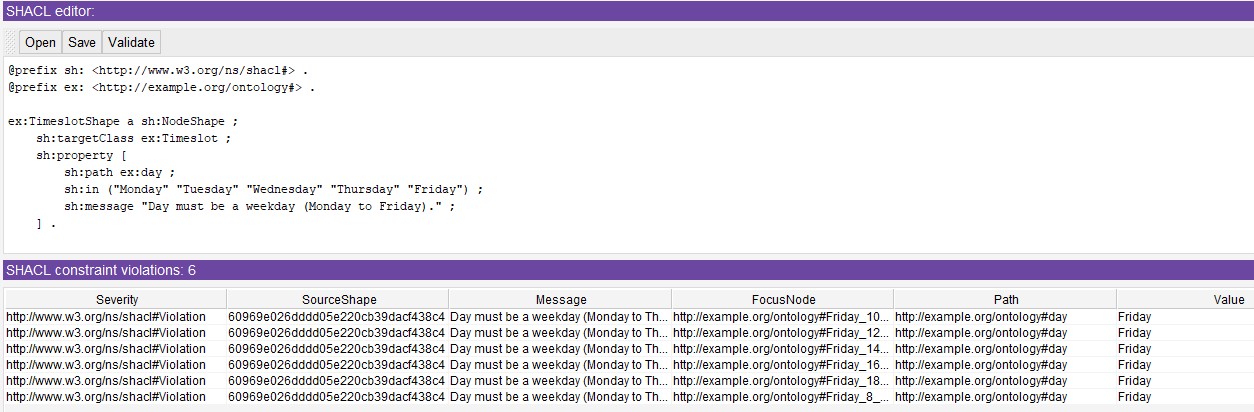 SHACL editor:
Open Save Validate
@prefix sh: <http://www.w3.org/ns/shacl#> .
@prefix ex: <http://example.org/ontology#> .
ex:TimeslotShape a sh:NodeShape ;
sh:targetClass ex:Timeslot ;
sh:property [
sh:path ex:day ;
sh:in ("Monday" "Tuesday" "Wednesday" "Thursday" "Friday") ;
sh:message "Day must be a weekday (Monday to Friday)." ;
] .
SHACL constraint violations: 6
Severity SourceShape Message FocusNode Path Value
http://www.w3.org/ns/shacl#Violation 60969e026dddd05e220cb39dacf438c4 Day must be a weekday (Monday to Th... http://example.org/ontology#Friday_10... http://example.org/ontology#day Friday
http://www.w3.org/ns/shacl#Violation 60969e026dddd05e220cb39dacf438c4 Day must be a weekday (Monday to Th... http://example.org/ontology#Friday_12... http://example.org/ontology#day Friday
http://www.w3.org/ns/shacl#Violation 60969e026dddd05e220cb39dacf438c4 Day must be a weekday (Monday to Th... http://example.org/ontology#Friday_14... http://example.org/ontology#day Friday
http://www.w3.org/ns/shacl#Violation 60969e026dddd05e220cb39dacf438c4 Day must be a weekday (Monday to Th... http://example.org/ontology#Friday_16... http://example.org/ontology#day Friday
http://www.w3.org/ns/shacl#Violation 60969e026dddd05e220cb39dacf438c4 Day must be a weekday (Monday to Th... http://example.org/ontology#Friday_18... http://example.org/ontology#day Friday
http://www.w3.org/ns/shacl#Violation 60969e026dddd05e220cb39dacf438c4 Day must be a weekday (Monday to Th... http://example.org/ontology#Friday_8_... http://example.org/ontology#day Friday